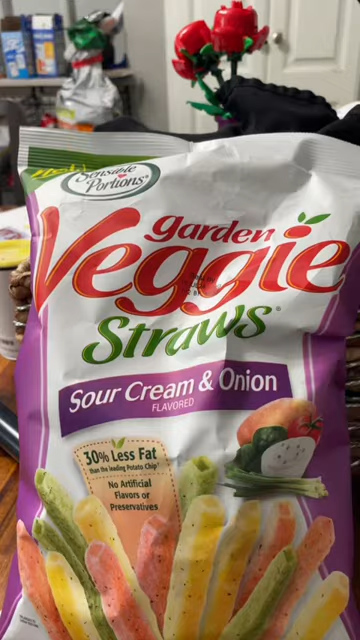 Sensible
Portions®
garden
Veggie
Straws®
Sour Cream & Onion
FLAVORED
30% Less Fat
than the leading Potato Chip*
No Artificial
Flavors or
Preservatives